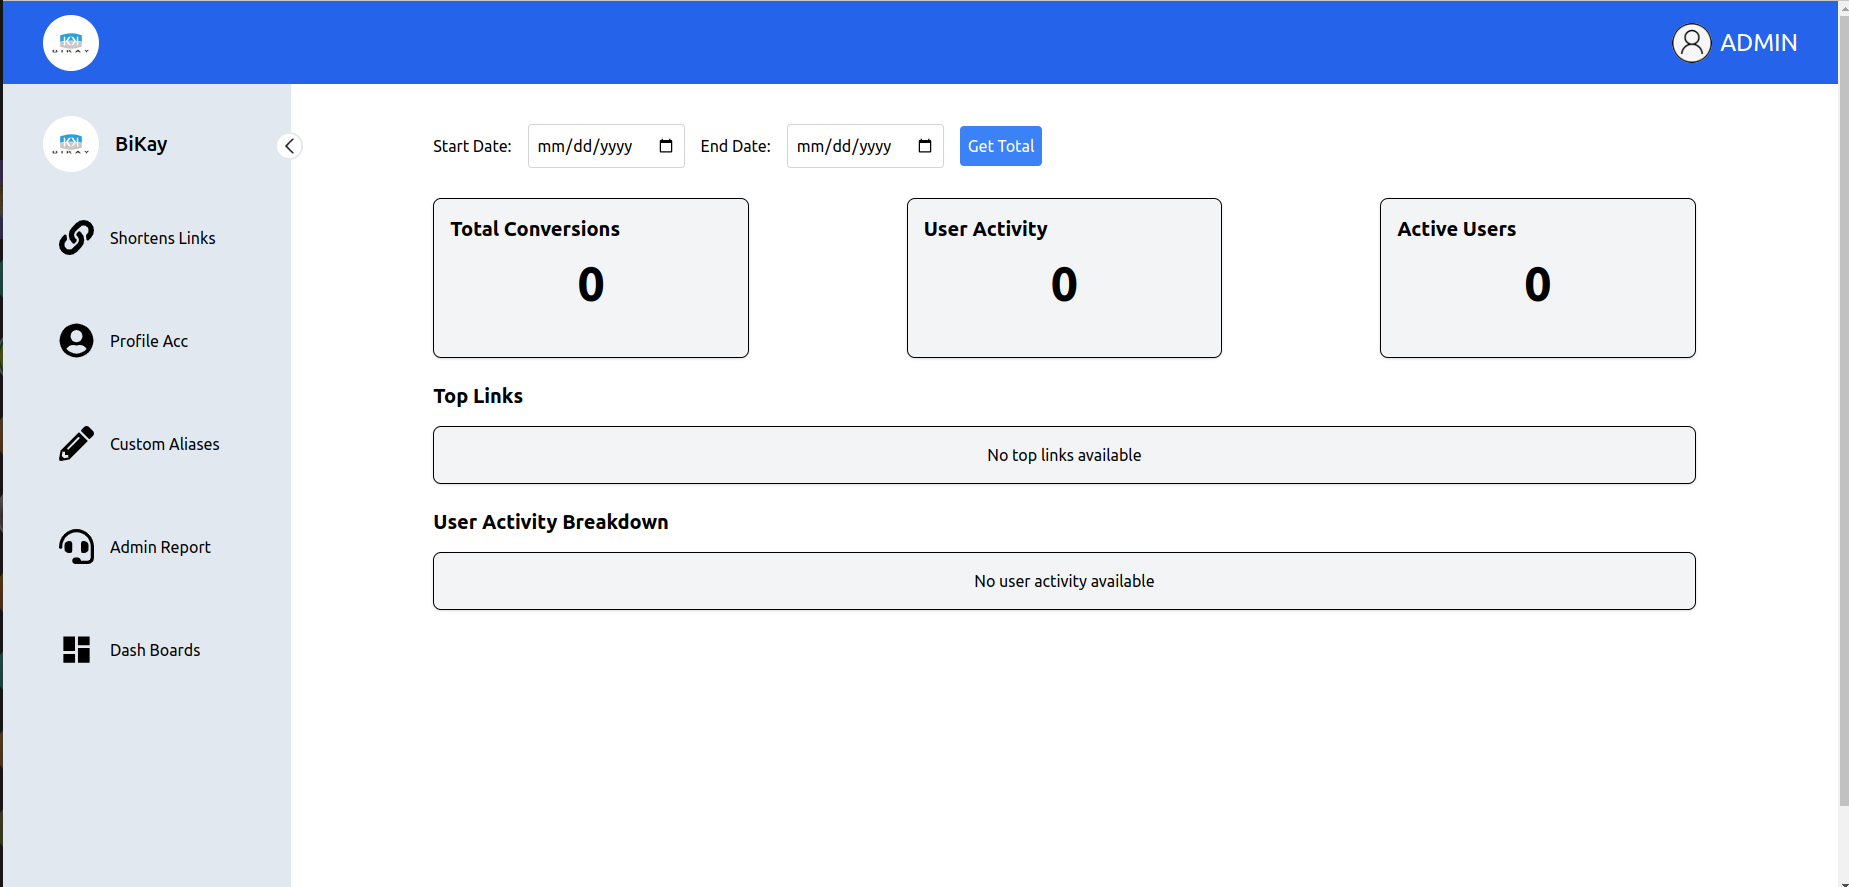 BIKAY
ADMIN
BIKAY
BiKay
Shortens Links
Profile Acc
Custom Aliases
Admin Report
Dash Boards
Start Date: mm/dd/yyyy End Date: mm/dd/yyyy Get Total
Total Conversions
0
User Activity
0
Active Users
0
Top Links
No top links available
User Activity Breakdown
No user activity available